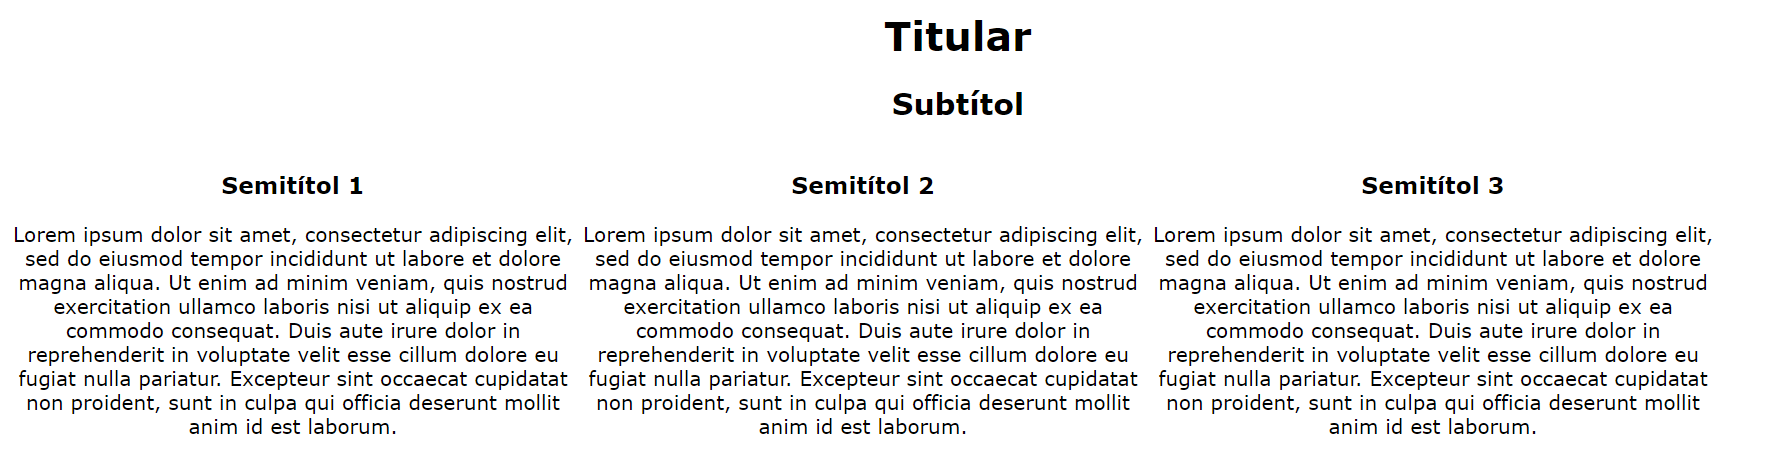 Titular
Subtítol
Semitítol 1
Lorem ipsum dolor sit amet, consectetur adipiscing elit,
sed do eiusmod tempor incididunt ut labore et dolore
magna aliqua. Ut enim ad minim veniam, quis nostrud
exercitation ullamco laboris nisi ut aliquip ex ea
commodo consequat. Duis aute irure dolor in
reprehenderit in voluptate velit esse cillum dolore eu
fugiat nulla pariatur. Excepteur sint occaecat cupidatat
non proident, sunt in culpa qui officia deserunt mollit
anim id est laborum.
Semitítol 2
Lorem ipsum dolor sit amet, consectetur adipiscing elit,
sed do eiusmod tempor incididunt ut labore et dolore
magna aliqua. Ut enim ad minim veniam, quis nostrud
exercitation ullamco laboris nisi ut aliquip ex ea
commodo consequat. Duis aute irure dolor in
reprehenderit in voluptate velit esse cillum dolore eu
fugiat nulla pariatur. Excepteur sint occaecat cupidatat
non proident, sunt in culpa qui officia deserunt mollit
anim id est laborum.
Semitítol 3
Lorem ipsum dolor sit amet, consectetur adipiscing elit,
sed do eiusmod tempor incididunt ut labore et dolore
magna aliqua. Ut enim ad minim veniam, quis nostrud
exercitation ullamco laboris nisi ut aliquip ex ea
commodo consequat. Duis aute irure dolor in
reprehenderit in voluptate velit esse cillum dolore eu
fugiat nulla pariatur. Excepteur sint occaecat cupidatat
non proident, sunt in culpa qui officia deserunt mollit
anim id est laborum.